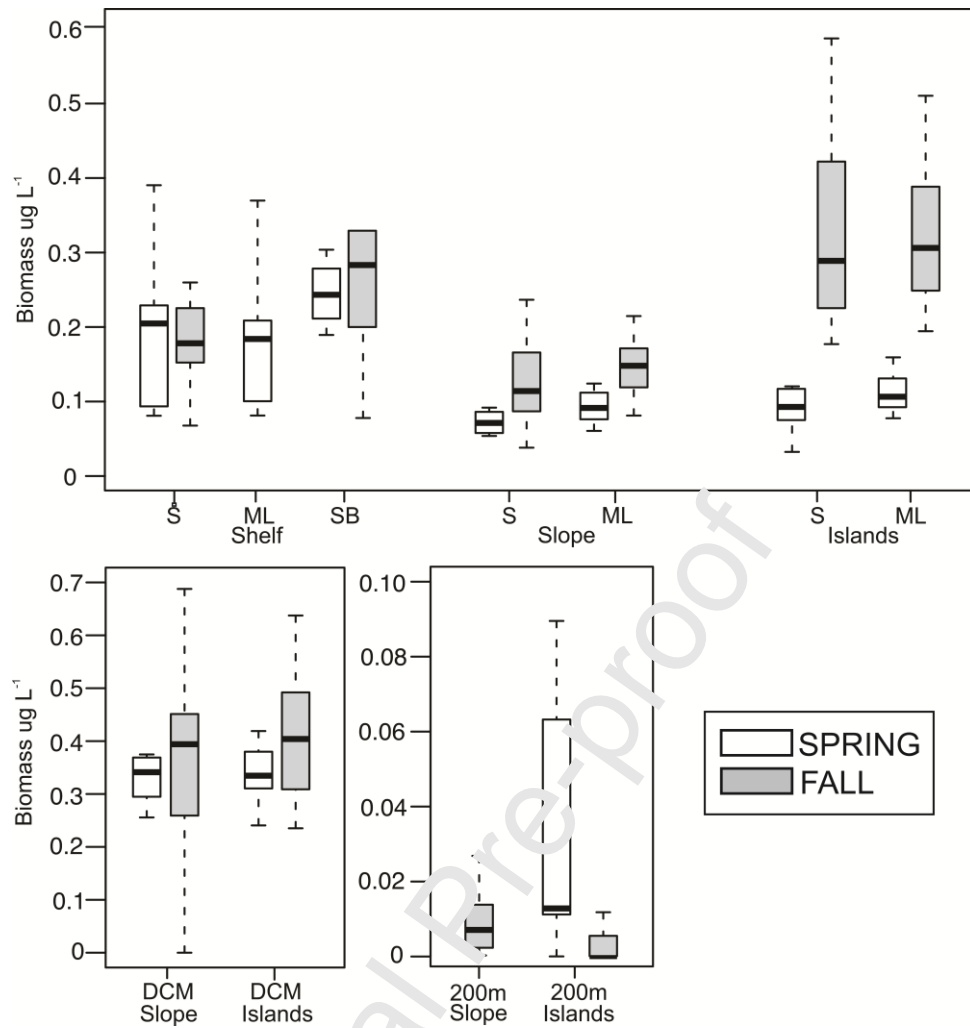 0.6
0.5
0.4
0.3
0.2
0.1
0
Biomass ug L⁻¹
S ML SB S ML S ML
Shelf Slope Islands
0.7
0.6
0.5
0.4
0.3
0.2
0.1
0
Biomass ug L⁻¹
DCM DCM
Slope Islands
0.10
0.08
0.06
0.04
0.02
0
200m 200m
Slope Islands
SPRING
FALL
al Pre-proof